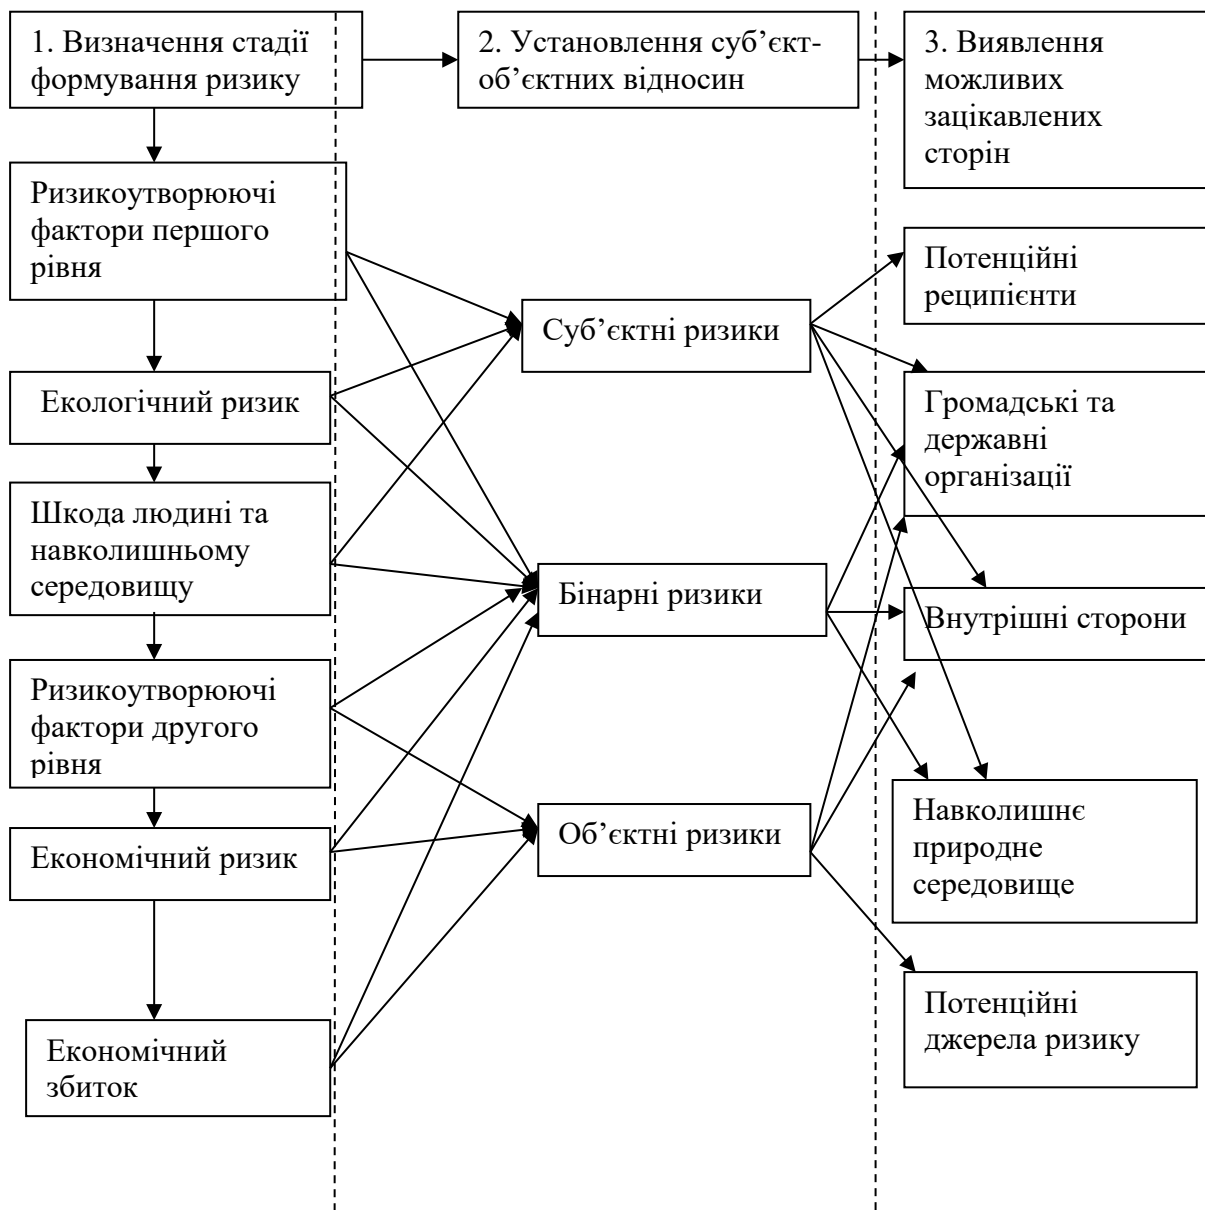 1. Визначення стадії
формування ризику
2. Установлення суб’єкт-
об’єктних відносин
3. Виявлення
можливих
зацікавлених
сторін
Ризикоутворюючі
фактори першого
рівня
Екологічний ризик
Шкода людині та
навколишньому
середовищу
Ризикоутворюючі
фактори другого
рівня
Економічний ризик
Економічний
збиток
Суб’єктні ризики
Бінарні ризики
Об’єктні ризики
Потенційні
реципієнти
Громадські та
державні
організації
Внутрішні сторони
Навколишнє
природне
середовище
Потенційні
джерела ризику